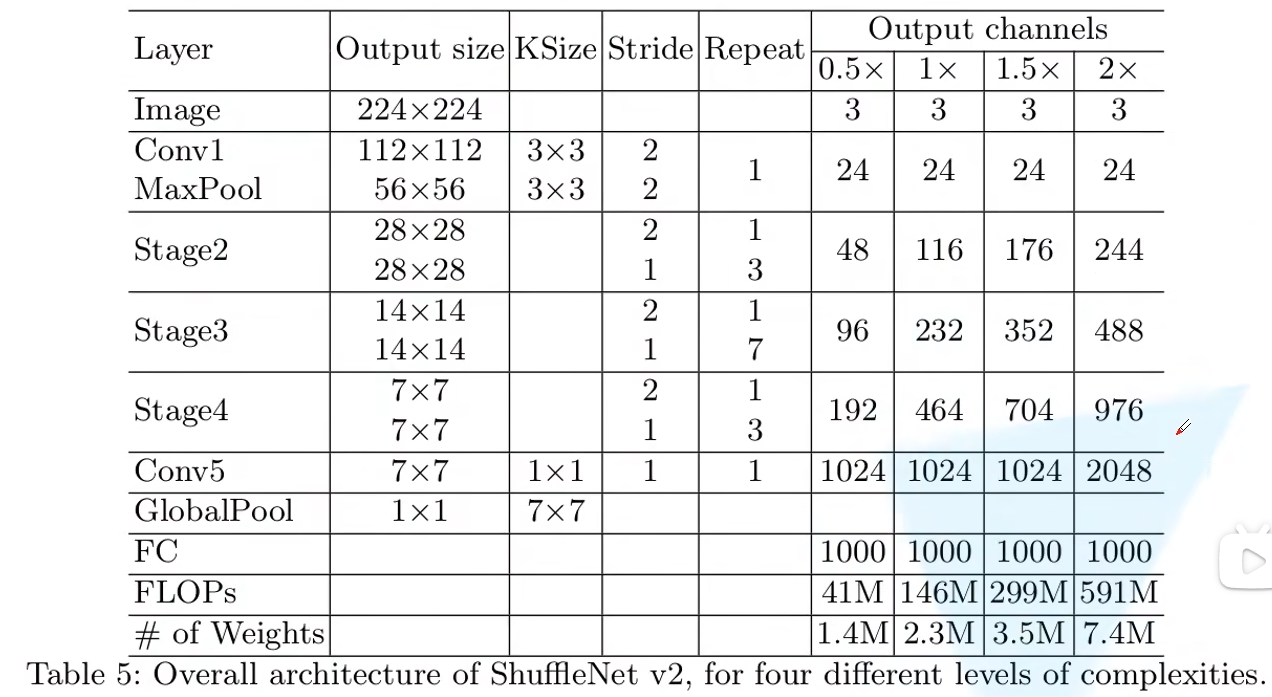 Layer Output size KSize Stride Repeat Output channels
0.5× 1× 1.5× 2×
Image 224×224 3 3 3 3
Conv1 112×112 3×3 2
MaxPool 56×56 3×3 2
1 24 24 24 24
Stage2
28×28 2 1
28×28 1 3
48 116 176 244
Stage3
14×14 2 1
14×14 1 7
96 232 352 488
Stage4
7×7 2 1
7×7 1 3
192 464 704 976
Conv5 7×7 1×1 1 1 1024 1024 1024 2048
GlobalPool 1×1 7×7
FC 1000 1000 1000 1000
FLOPs 41M 146M 299M 591M
# of Weights 1.4M 2.3M 3.5M 7.4M
Table 5: Overall architecture of ShuffleNet v2, for four different levels of complexities.